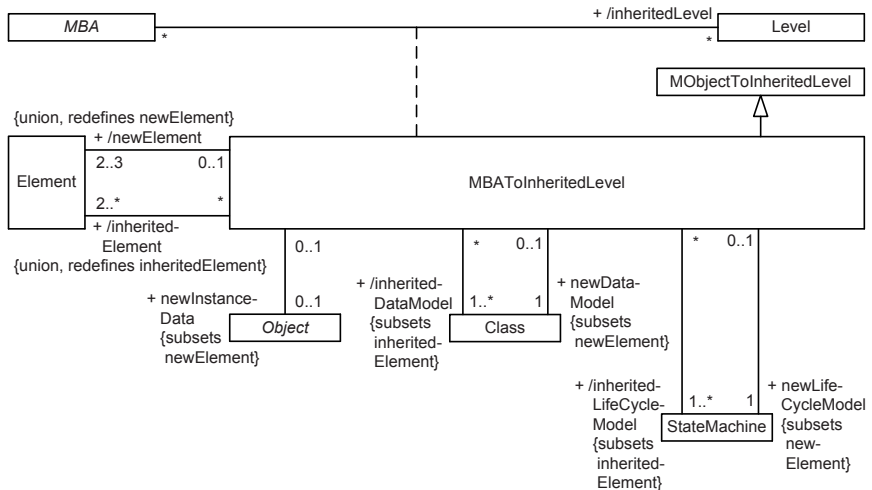 MBA
*
+ /inheritedLevel
*
Level
MObjectToInheritedLevel
{union, redefines newElement}
+ /newElement
2..3
0..1
Element
MBAToInheritedLevel
2..*
*
+ /inherited-
Element
{union, redefines inheritedElement}
0..1
+ newInstance-
Data
{subsets
newElement}
0..1
Object
*
0..1
+ /inherited-
DataModel
{subsets
inherited-
Element}
1..*
1
Class
+ newData-
Model
{subsets
newElement}
*
0..1
+ /inherited-
LifeCycle-
Model
{subsets
inherited-
Element}
1..*
1
StateMachine
+ newLife-
CycleModel
{subsets
new-
Element}